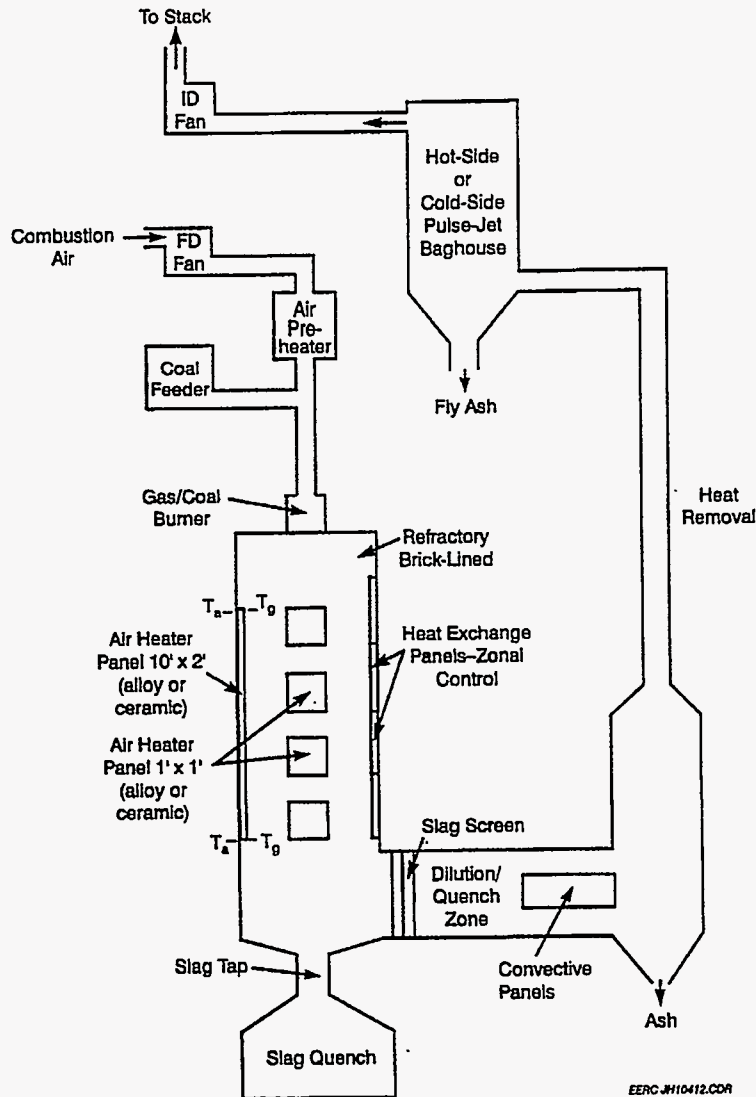 To Stack
ID
Fan
Hot-Side
or
Cold-Side
Pulse-Jet
Baghouse
Combustion
Air
FD
Fan
Air
Pre-
heater
Coal
Feeder
Fly Ash
Gas/Coal
Burner
Heat
Removal
Refractory
Brick-Lined
Ta
Tg
Air Heater
Panel 10' x 2'
(alloy or
ceramic)
Heat Exchange
Panels–Zonal
Control
Air Heater
Panel 1' x 1'
(alloy or
ceramic)
Ta
Tg
Slag Screen
Dilution/
Quench
Zone
Slag Tap
Convective
Panels
Ash
Slag Quench
EERC JH10412.CDR